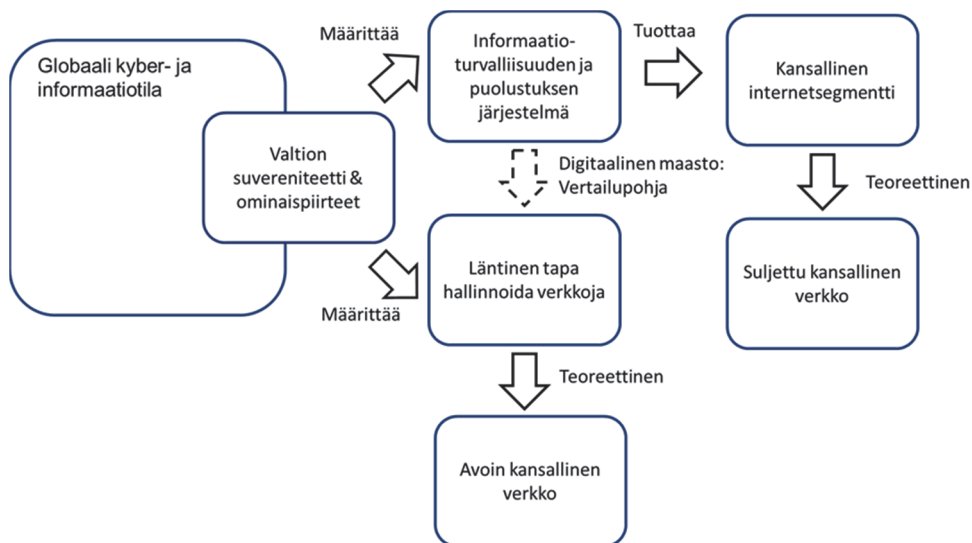 Globaali kyber- ja
informaatiotila
Valtion
suvereniteetti &
ominaispiirteet
Määrittää
Informaatio-
turvallisuuden ja
puolustuksen
järjestelmä
Tuottaa
Kansallinen
internetsegmentti
Digitaalinen maasto:
Vertailupohja
Teoreettinen
Määrittää
Läntinen tapa
hallinnoida verkkoja
Suljettu kansallinen
verkko
Teoreettinen
Avoin kansallinen
verkko